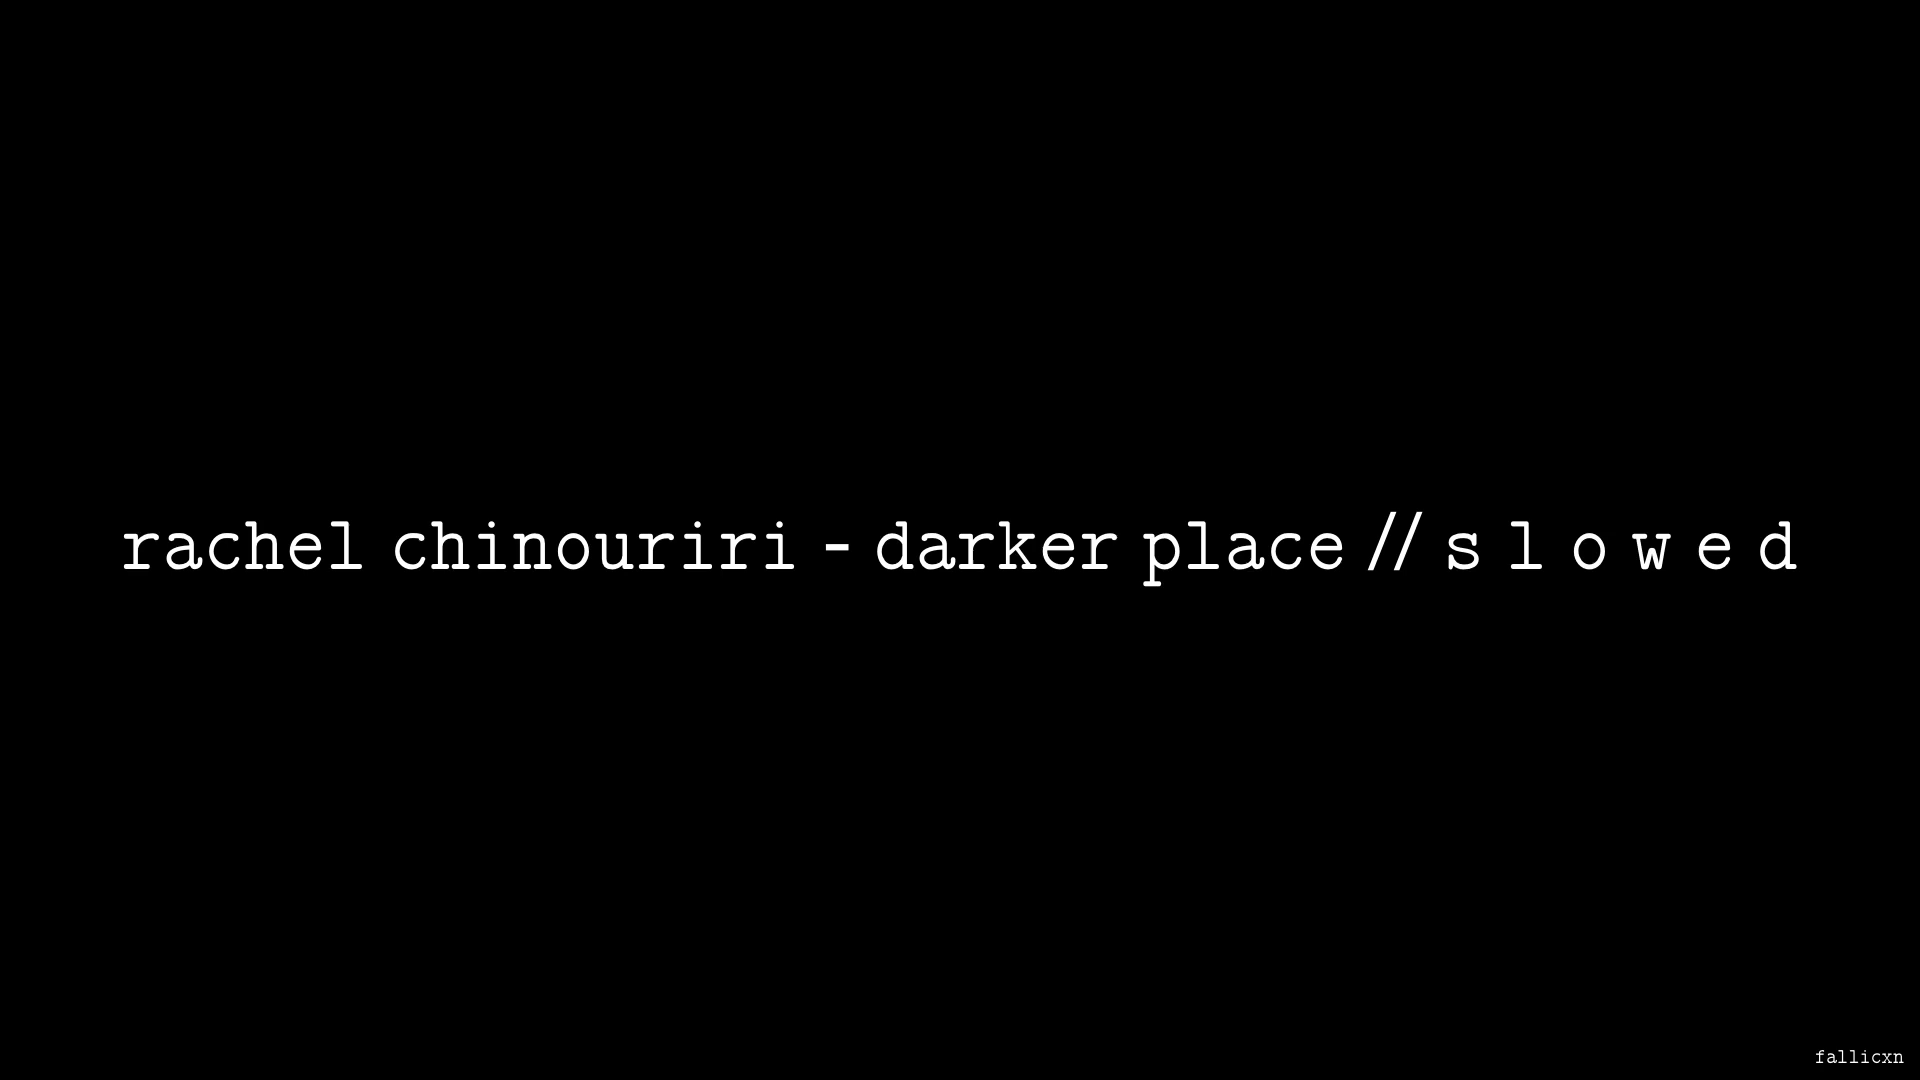 rachel chinouriri - darker place // s l o w e d
fallicxn